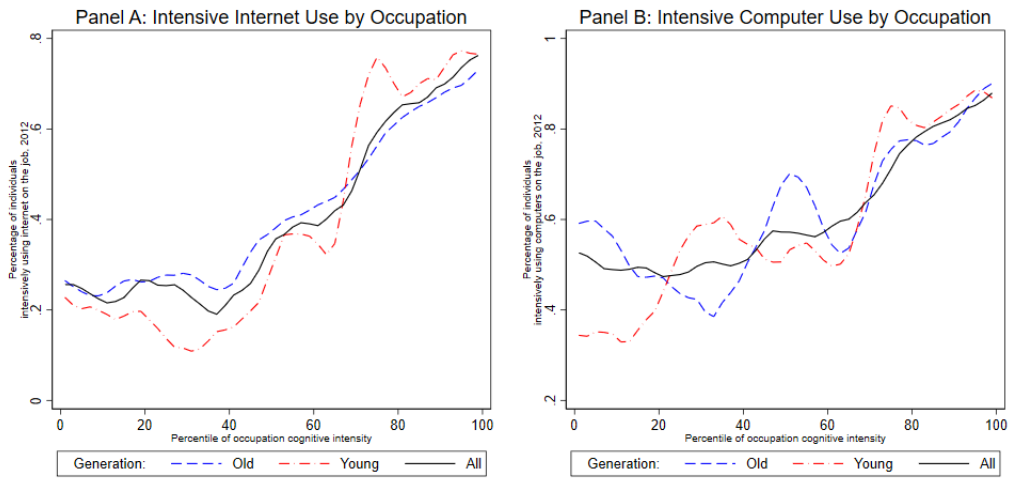 Panel A: Intensive Internet Use by Occupation
Percentage of individuals
intensively using internet on the job, 2012
.8
.6
.4
.2
0
0 20 40 60 80 100
Percentile of occupation cognitive intensity
Generation: Old Young All
Panel B: Intensive Computer Use by Occupation
Percentage of individuals
intensively using computers on the job, 2012
1
.8
.6
.4
.2
0 20 40 60 80 100
Percentile of occupation cognitive intensity
Generation: Old Young All